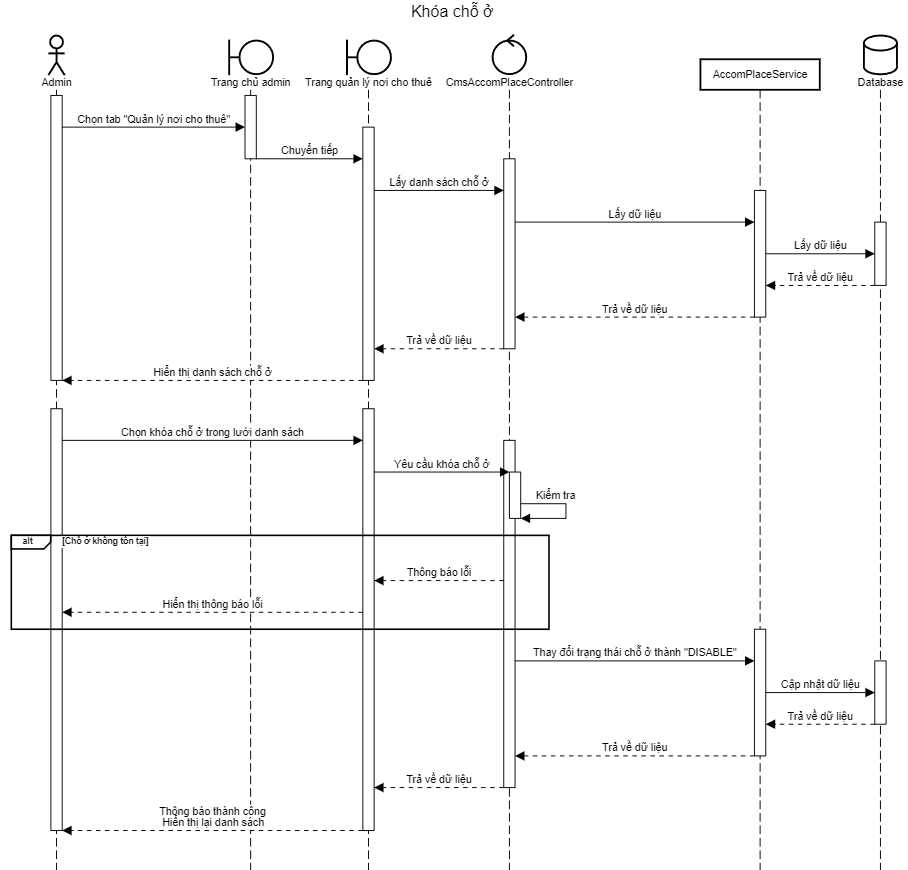 Khóa chỗ ở
Admin
Trang chủ admin
Trang quản lý nơi cho thuê
CmsAccomPlaceController
AccomPlaceService
Database
Chọn tab "Quản lý nơi cho thuê"
Chuyển tiếp
Lấy danh sách chỗ ở
Lấy dữ liệu
Lấy dữ liệu
Trả về dữ liệu
Trả về dữ liệu
Trả về dữ liệu
Hiển thị danh sách chỗ ở
Chọn khóa chỗ ở trong lưới danh sách
Yêu cầu khóa chỗ ở
Kiểm tra
alt
[Chỗ ở không tồn tại]
Thông báo lỗi
Hiển thị thông báo lỗi
Thay đổi trạng thái chỗ ở thành "DISABLE"
Cập nhật dữ liệu
Trả về dữ liệu
Trả về dữ liệu
Trả về dữ liệu
Thông báo thành công
Hiển thị lại danh sách